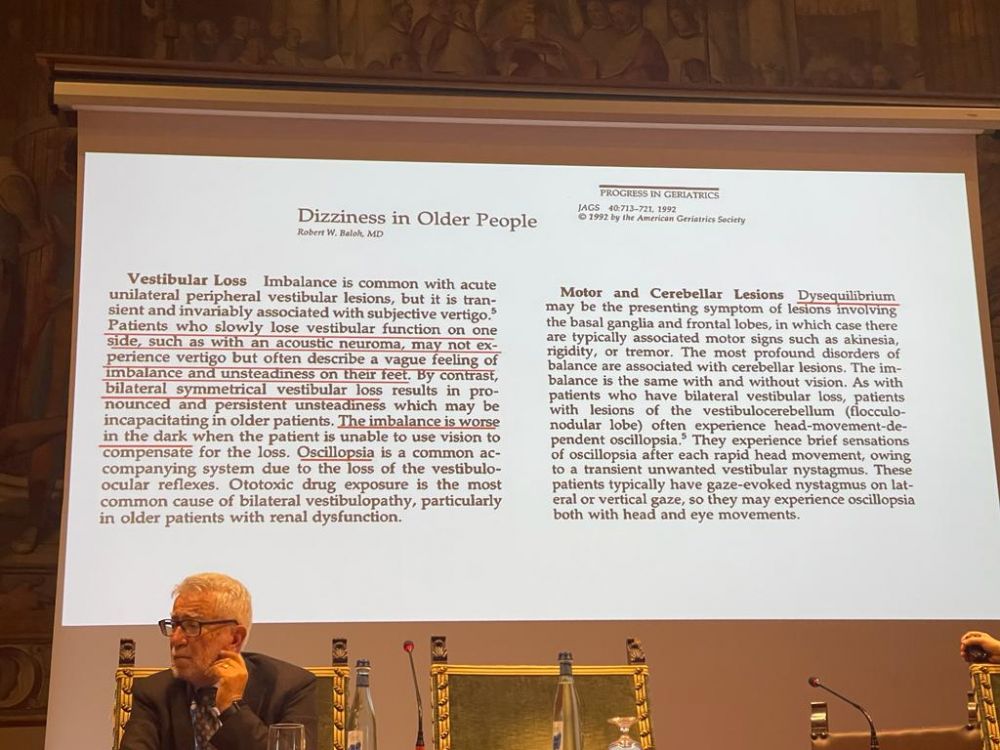 PROGRESS IN GERIATRICS
JAGS 40:713–721, 1992
© 1992 by the American Geriatrics Society
Dizziness in Older People
Robert W. Baloh, MD
Vestibular Loss Imbalance is common with acute
unilateral peripheral vestibular lesions, but it is tran-
sient and invariably associated with subjective vertigo.⁵
Patients who slowly lose vestibular function on one
side, such as with an acoustic neuroma, may not ex-
perience vertigo but often describe a vague feeling of
imbalance and unsteadiness on their feet. By contrast,
bilateral symmetrical vestibular loss results in pro-
nounced and persistent unsteadiness which may be
incapacitating in older patients. The imbalance is worse
in the dark when the patient is unable to use vision to
compensate for the loss. Oscillopsia is a common ac-
companying system due to the loss of the vestibulo-
ocular reflexes. Ototoxic drug exposure is the most
common cause of bilateral vestibulopathy, particularly
in older patients with renal dysfunction.
Motor and Cerebellar Lesions Dysequilibrium
may be the presenting symptom of lesions involving
the basal ganglia and frontal lobes, in which case there
are typically associated motor signs such as akinesia,
rigidity, or tremor. The most profound disorders of
balance are associated with cerebellar lesions. The im-
balance is the same with and without vision. As with
patients who have bilateral vestibular loss, patients
with lesions of the vestibulocerebellum (flocculo-
nodular lobe) often experience head-movement-de-
pendent oscillopsia.⁵ They experience brief sensations
of oscillopsia after each rapid head movement, owing
to a transient unwanted vestibular nystagmus. These
patients typically have gaze-evoked nystagmus on lat-
eral or vertical gaze, so they may experience oscillopsia
both with head and eye movements.